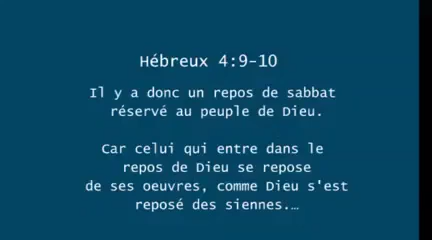 Hébreux 4:9-10
Il y a donc un repos de sabbat
réservé au peuple de Dieu.
Car celui qui entre dans le
repos de Dieu se repose
de ses oeuvres, comme Dieu s'est
reposé des siennes.…